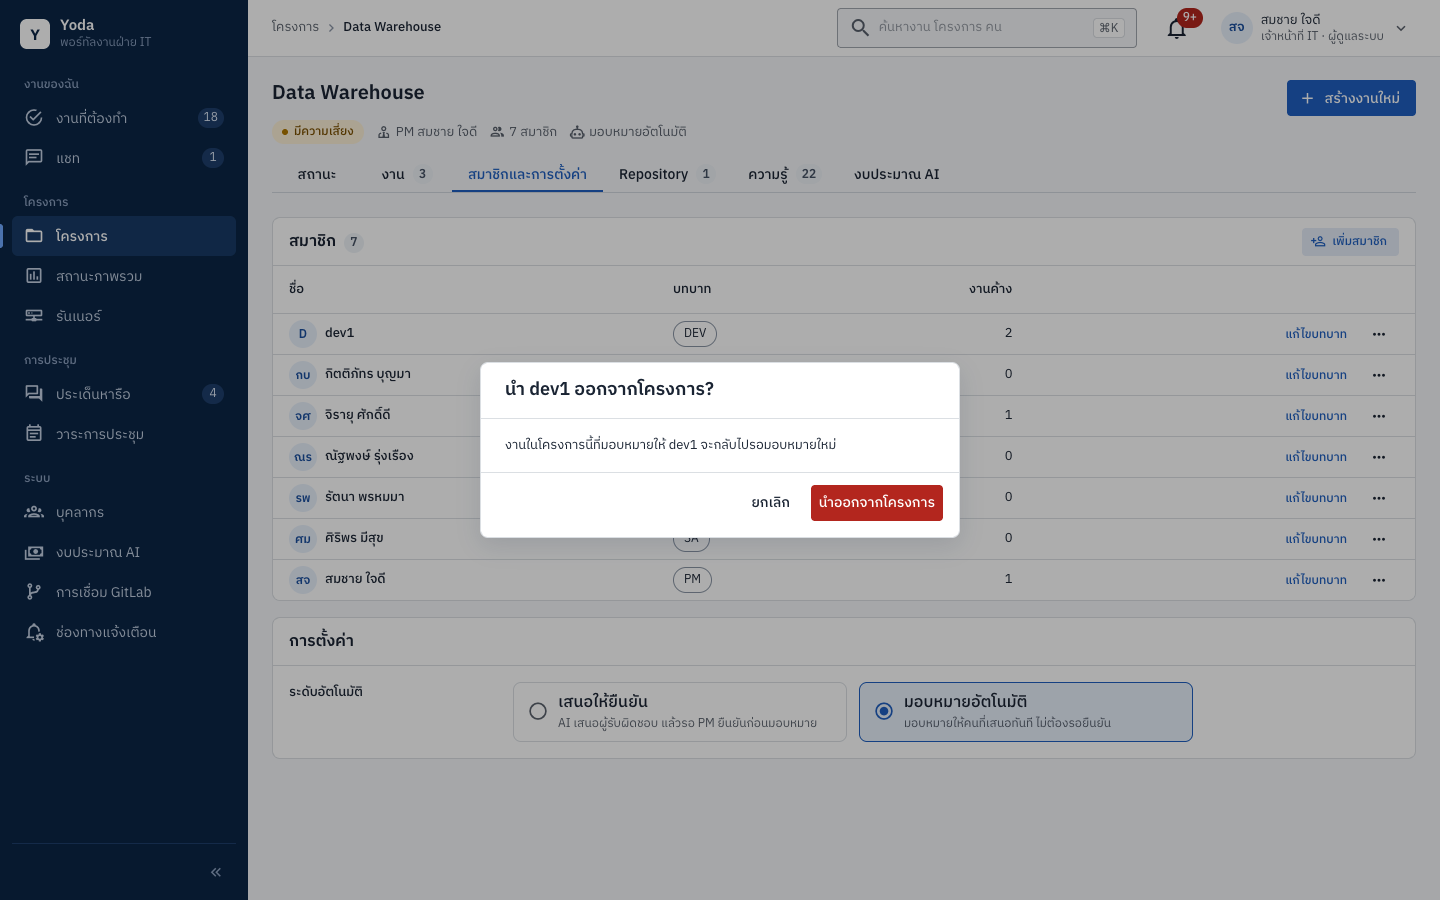 Y
Yoda
พอร์ทัลงานฝ่าย IT
งานของฉัน
งานที่ต้องทำ 18
แชท 1
โครงการ
โครงการ
สถานะภาพรวม
รันเนอร์
การประชุม
ประเด็นหารือ 4
วาระการประชุม
ระบบ
บุคลากร
งบประมาณ AI
การเชื่อม GitLab
ช่องทางแจ้งเตือน
โครงการ > Data Warehouse
ค้นหางาน โครงการ คน ⌘K
9+
สจ
สมชาย ใจดี
เจ้าหน้าที่ IT · ผู้ดูแลระบบ
Data Warehouse
+ สร้างงานใหม่
มีความเสี่ยง PM สมชาย ใจดี 7 สมาชิก มอบหมายอัตโนมัติ
สถานะ งาน 3 สมาชิกและการตั้งค่า Repository 1 ความรู้ 22 งบประมาณ AI
สมาชิก 7 เพิ่มสมาชิก
ชื่อ บทบาท งานค้าง
D dev1 DEV 2 แก้ไขบทบาท
กบ กิตติภัทร บุญมา 0 แก้ไขบทบาท
จศ จิรายุ ศักดิ์ดี 1 แก้ไขบทบาท
ณร ณัฐพงษ์ รุ่งเรือง 0 แก้ไขบทบาท
รพ รัตนา พรหมมา 0 แก้ไขบทบาท
ศม ศิริพร มีสุข SA 0 แก้ไขบทบาท
สจ สมชาย ใจดี PM 1 แก้ไขบทบาท
นำ dev1 ออกจากโครงการ?
งานในโครงการนี้ที่มอบหมายให้ dev1 จะกลับไปรอมอบหมายใหม่
ยกเลิก นำออกจากโครงการ
การตั้งค่า
ระดับอัตโนมัติ
เสนอให้ยืนยัน
AI เสนอผู้รับผิดชอบ แล้วรอ PM ยืนยันก่อนมอบหมาย
มอบหมายอัตโนมัติ
มอบหมายให้คนที่เสนอทันที ไม่ต้องรอยืนยัน